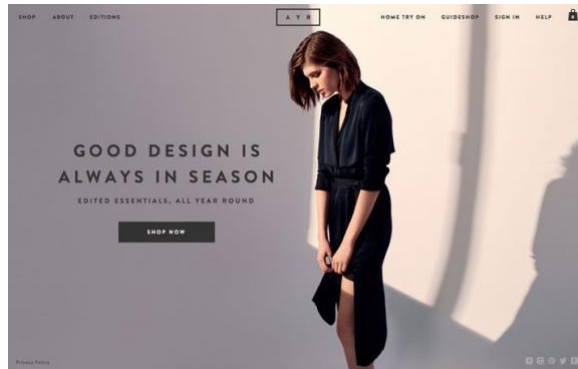 SHOP ABOUT EDITIONS
AYR
HOME TRY ON GUIDESHOP SIGN IN HELP
GOOD DESIGN IS
ALWAYS IN SEASON
EDITED ESSENTIALS, ALL YEAR ROUND
SHOP NOW
Privacy Policy